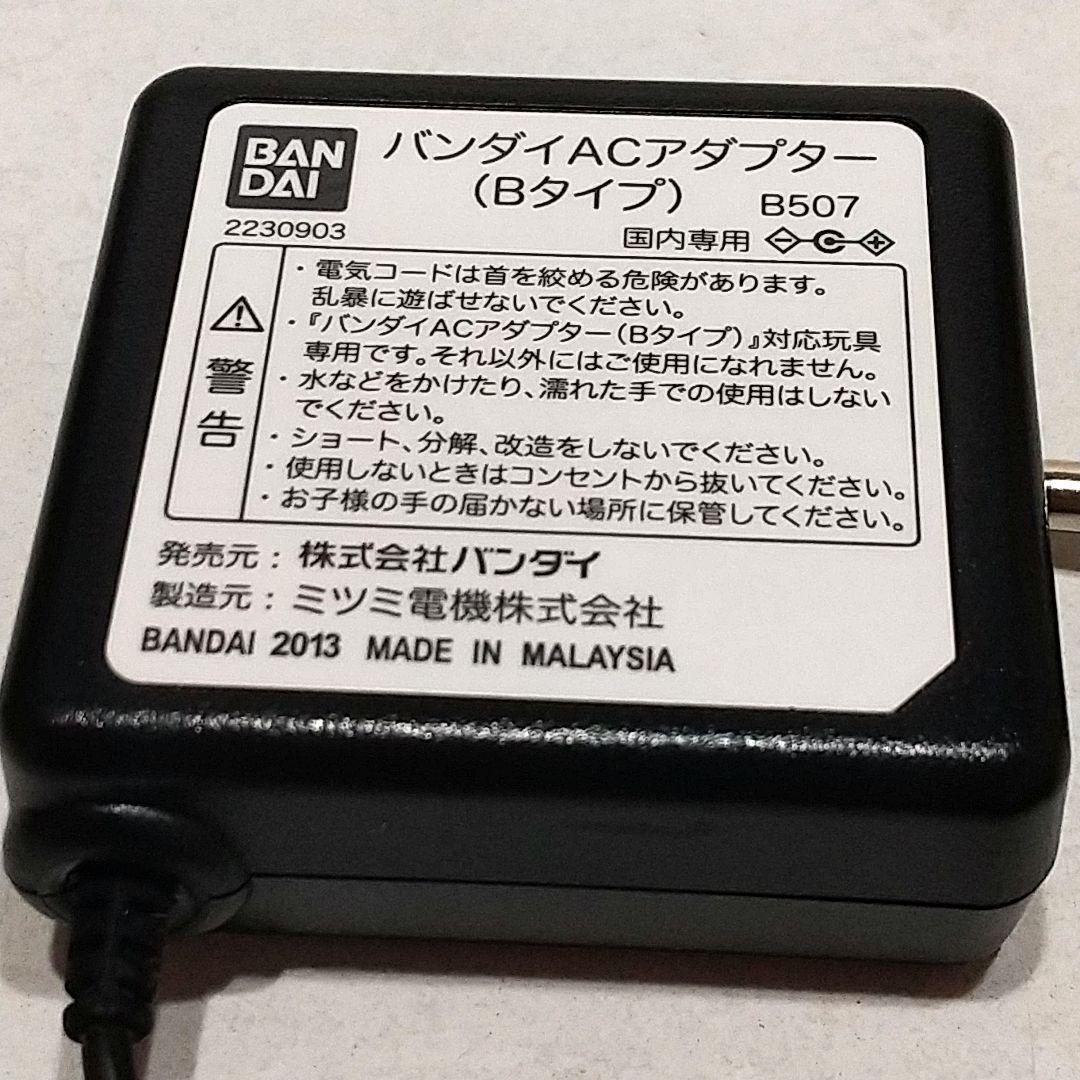 BAN
DAI
バンダイACアダプター
(Bタイプ) B507
2230903
国内専用
警告
・電気コードは首を絞める危険があります。
乱暴に遊ばせないでください。
・『バンダイACアダプター(Bタイプ)』対応玩具
専用です。それ以外にはご使用になれません。
・水などをかけたり、濡れた手での使用はしない
でください。
・ショート、分解、改造をしないでください。
・使用しないときはコンセントから抜いてください。
・お子様の手の届かない場所に保管してください。
発売元：株式会社バンダイ
製造元：ミツミ電機株式会社
BANDAI 2013 MADE IN MALAYSIA